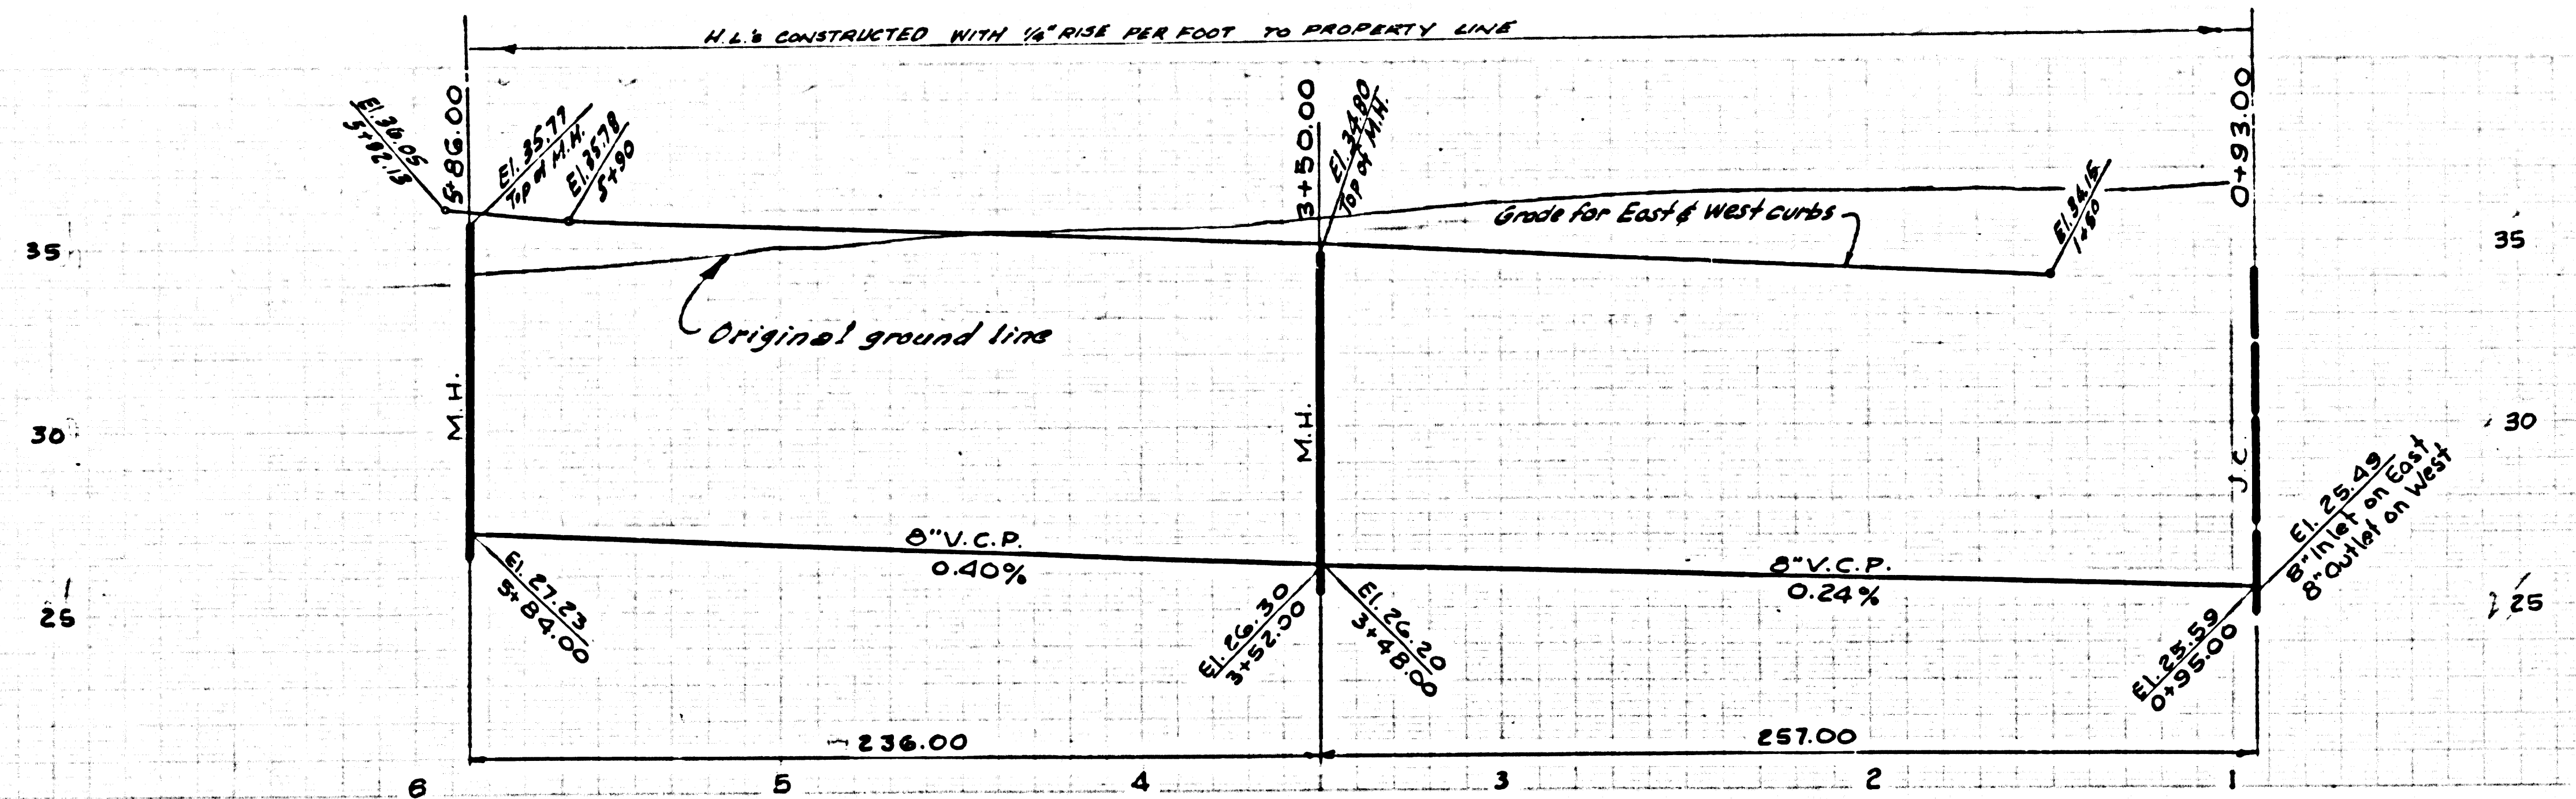 H.L.'s CONSTRUCTED WITH 1/4" RISE PER FOOT TO PROPERTY LINE
El. 36.05
5+92.13
5+86.00
El. 35.77
Top of M.H.
El. 35.78
5+90
3+50.00
El. 34.80
Top of M.H.
Grade for East & West curbs
El. 34.15
1+50
0+93.00
35
35
Original ground line
M.H.
M.H.
J.C.
30
30
El. 25.49
8" Inlet on East
8" Outlet on West
8" V.C.P.
0.40%
8" V.C.P.
0.24%
25
25
El. 27.23
5+84.00
El. 26.30
3+52.00
El. 26.20
3+48.00
El. 25.59
0+95.00
236.00
257.00
6
5
4
3
2
1